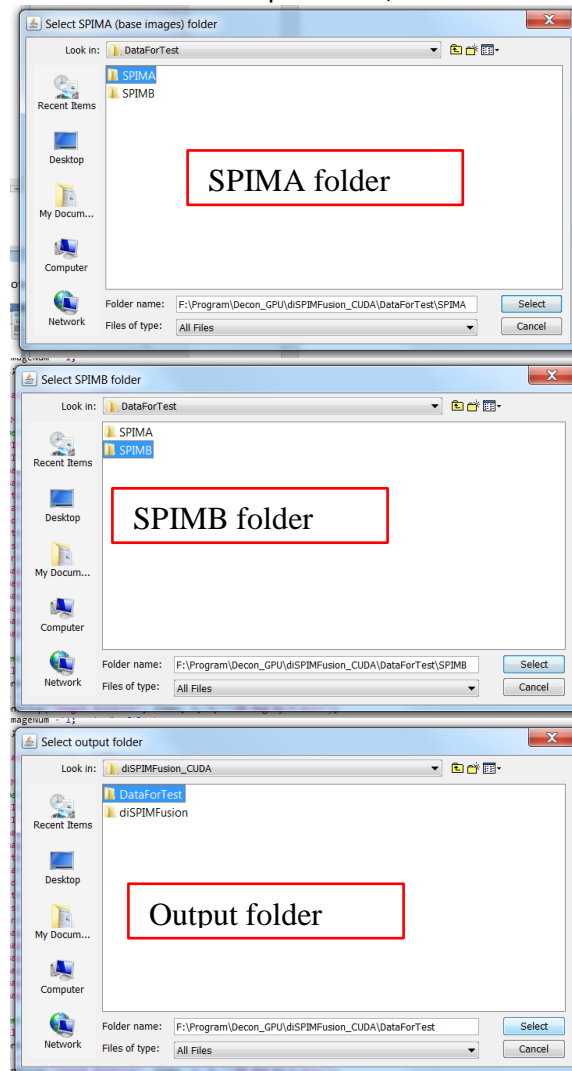 Select SPIMA (base images) folder
Look in: DataForTest
SPIMA
SPIMB
Recent Items
Desktop
My Docum...
Computer
Network
SPIMA folder
Folder name: F:\Program\Decon_GPU\diSPIMFusion_CUDA\DataForTest\SPIMA Select
Files of type: All Files Cancel
Select SPIMB folder
Look in: DataForTest
SPIMA
SPIMB
Recent Items
Desktop
My Docum...
Computer
Network
SPIMB folder
Folder name: F:\Program\Decon_GPU\diSPIMFusion_CUDA\DataForTest\SPIMB Select
Files of type: All Files Cancel
Select output folder
Look in: diSPIMFusion_CUDA
DataForTest
diSPIMFusion
Recent Items
Desktop
My Docum...
Computer
Network
Output folder
Folder name: F:\Program\Decon_GPU\diSPIMFusion_CUDA\DataForTest Select
Files of type: All Files Cancel